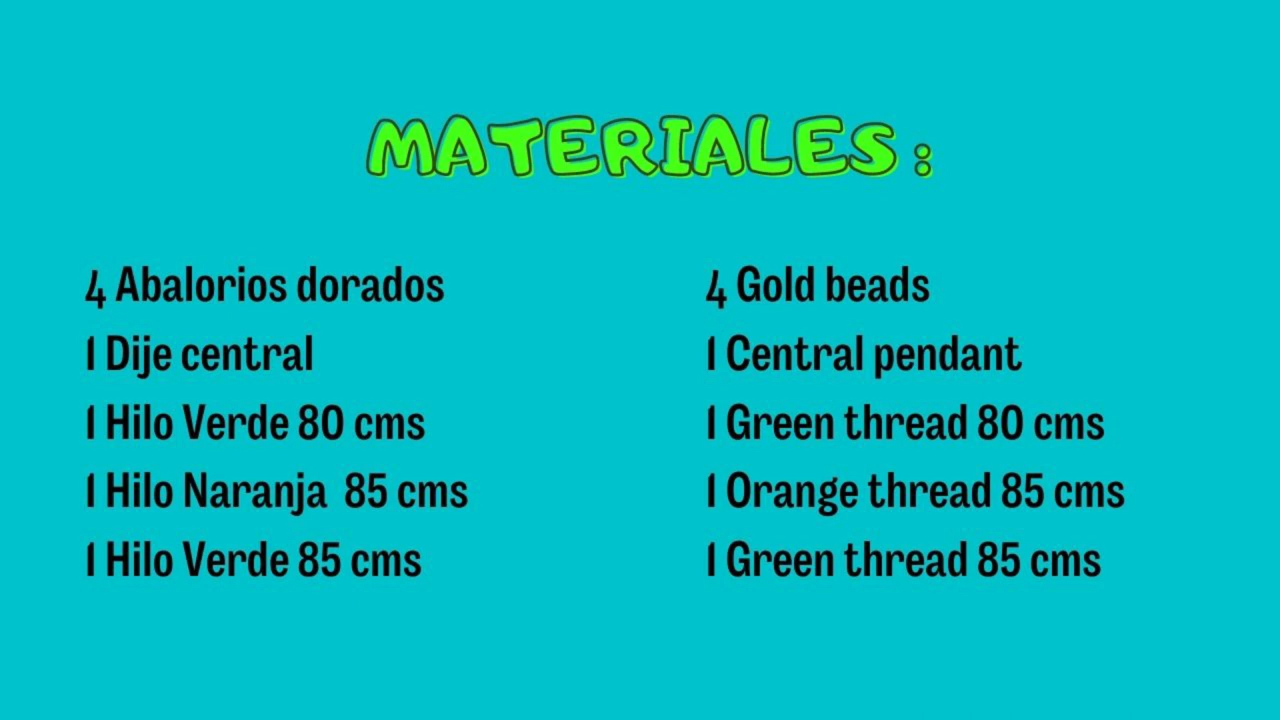 MATERIALES :
4 Abalorios dorados
1 Dije central
1 Hilo Verde 80 cms
1 Hilo Naranja  85 cms
1 Hilo Verde 85 cms
4 Gold beads
1 Central pendant
1 Green thread 80 cms
1 Orange thread 85 cms
1 Green thread 85 cms